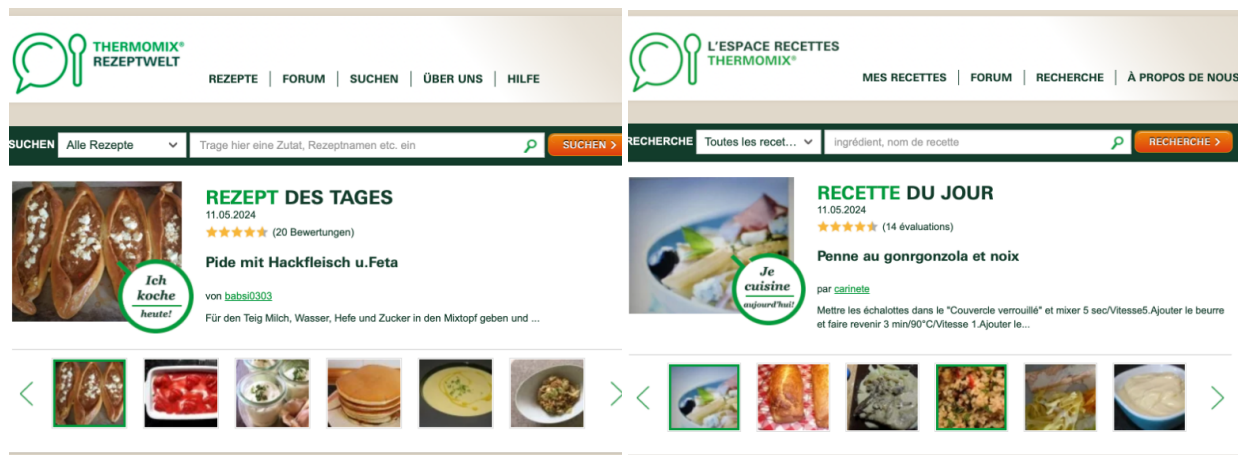 THERMOMIX®
REZEPTWELT
REZEPTE | FORUM | SUCHEN | ÜBER UNS | HILFE
SUCHEN Alle Rezepte Trage hier eine Zutat, Rezeptnamen etc. ein SUCHEN >
REZEPT DES TAGES
11.05.2024
(20 Bewertungen)
Pide mit Hackfleisch u.Feta
von babsi0303
Für den Teig Milch, Wasser, Hefe und Zucker in den Mixtopf geben und ...
Ich
koche
heute!
L'ESPACE RECETTES
THERMOMIX®
MES RECETTES | FORUM | RECHERCHE | À PROPOS DE NOUS
RECHERCHE Toutes les recet... ingrédient, nom de recette RECHERCHE >
RECETTE DU JOUR
11.05.2024
(14 évaluations)
Penne au gonrgonzola et noix
par carinete
Mettre les échalottes dans le "Couvercle verrouillé" et mixer 5 sec/Vitesse5.Ajouter le beurre
et faire revenir 3 min/90°C/Vitesse 1.Ajouter le...
Je
cuisine
aujourd'hui!